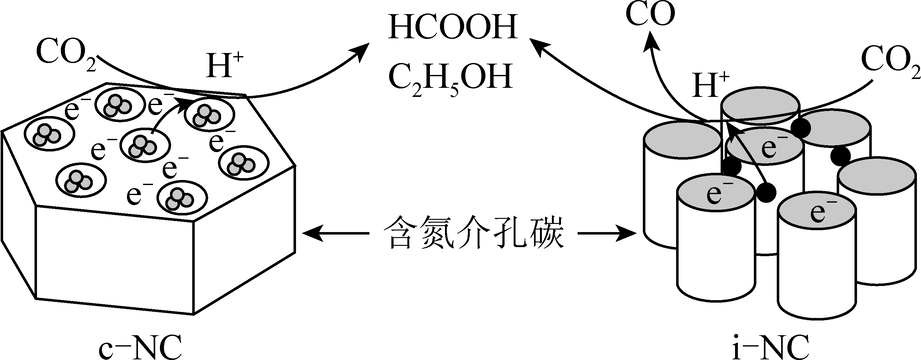 CO₂
H⁺
HCOOH
C₂H₅OH
CO
H⁺
CO₂
e⁻
e⁻
e⁻
e⁻
e⁻
e⁻
e⁻
e⁻
e⁻
含氮介孔碳
c-NC
i-NC